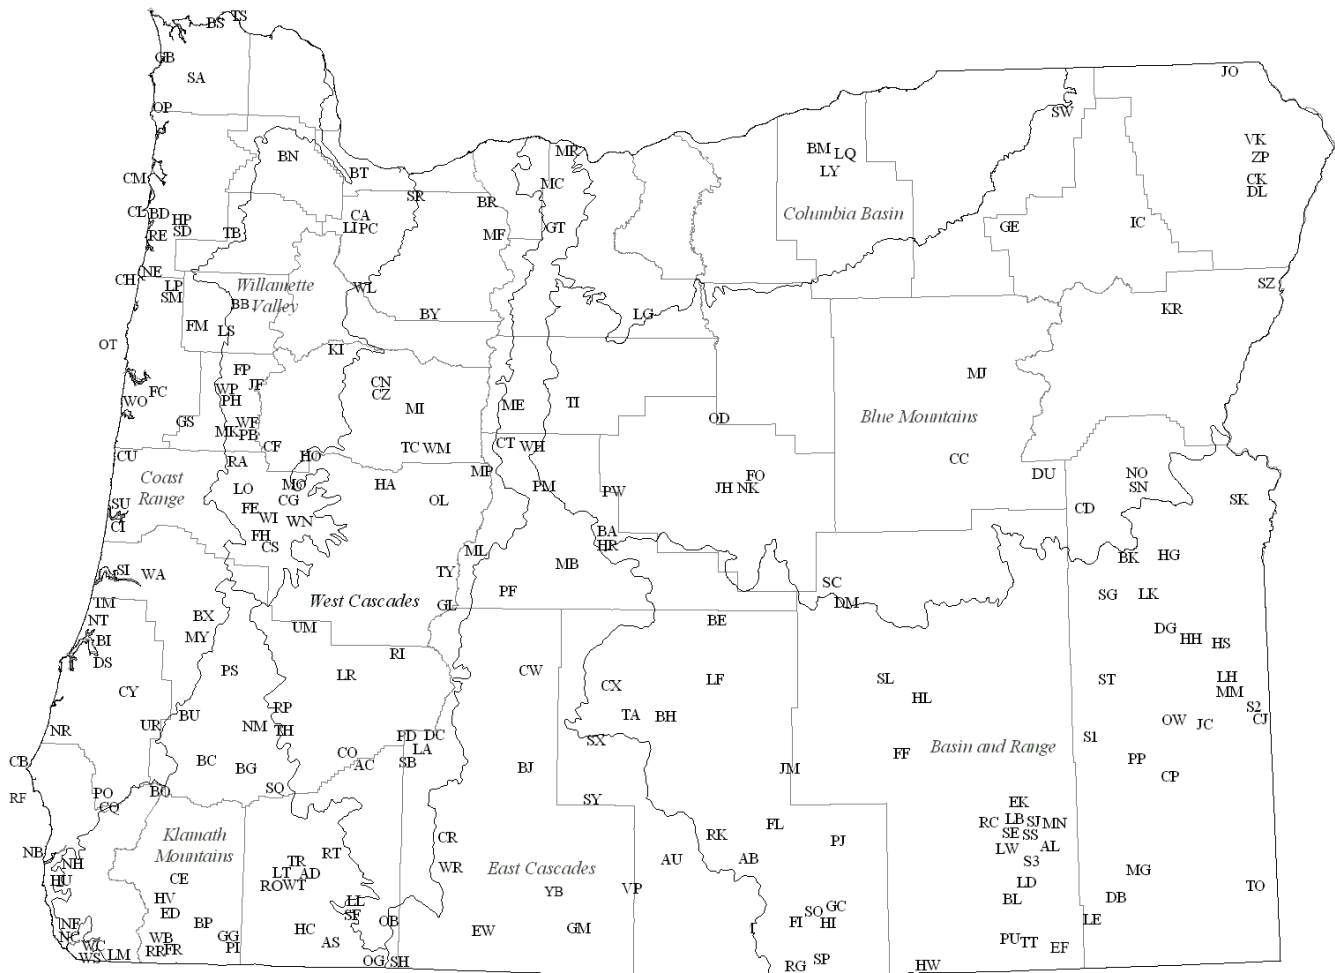 BS TS
GB
SA
JO
OP
SW
BN
MR
BM LQ
LY
VK
ZP
CK
DL
BT
CM
MC
SR
BR
CL BD HP
SD
RE
TB
CA
LI PC
MF
GT
Columbia Basin
GE
IC
CH NE
LP
SM
Willamette
Valley
BB
WL
BY
LG
SZ
KR
FM
LS
OT
KI
FP
JF
WP
PH
CN
CZ
MJ
FC
WO
MI
ME
TI
OD
Blue Mountains
GS
WF
MK PB
CF
TC WM
CT WH
CU
Coast
Range
RA
HO
MP
CC
DU
NO
SN
LO
MO
CG
HA
OL
PM
PW
FO
JH NK
SK
SU
CI
FE
WI
WN
CD
FH
CS
BA
HR
ML
MB
BK
HG
SI
WA
TY
PF
SC
SG
LK
West Cascades
TM
GL
DM
NT
BX
BI
MY
UM
BE
DG
HH
HS
DS
RI
PS
LR
CW
LF
SL
ST
LH
MM
CY
CX
HL
S2
RP
TA
BH
BU
OW
JC
CJ
NR
UR
NM
TH
PD DC
LA
SX
Basin and Range
S1
FF
CO
AC
SB
CB
BC
BG
BJ
JM
PP
CP
RF
PO
CQ
BO
SQ
SY
EK
Klamath
Mountains
CR
RK
FL
PJ
RC
LB SJ MN
SE SS
LW
AL
S3
NB
NH
RT
TR
LT AD
RO WT
WR
East Cascades
AU
AB
MG
HU
CE
YB
VP
LD
TO
HV
ED
LL
SF
BL
DB
BP
OB
SO GC
FI HI
LE
NF
NC
WC
WS
LM
WB
RR FR
GG
PI
HC
AS
EW
GM
I
PU TT
EF
OG SH
RG
SP
HW